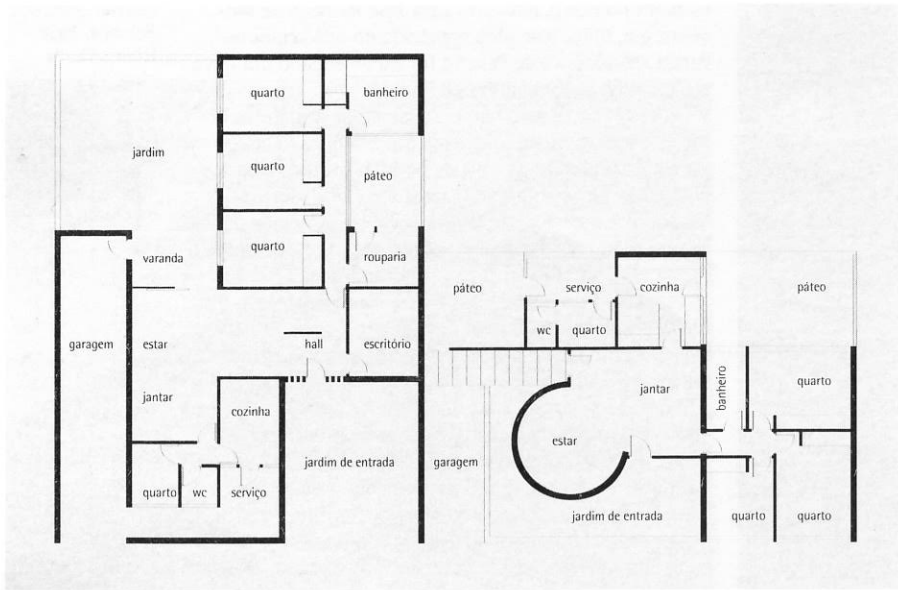 quarto
banheiro
jardim
quarto
páteo
quarto
varanda
rouparia
garagem
estar
hall
escritório
jantar
cozinha
jardim de entrada
quarto
wc
serviço
páteo
serviço
cozinha
páteo
wc
quarto
jantar
banheiro
quarto
estar
garagem
jardim de entrada
quarto
quarto